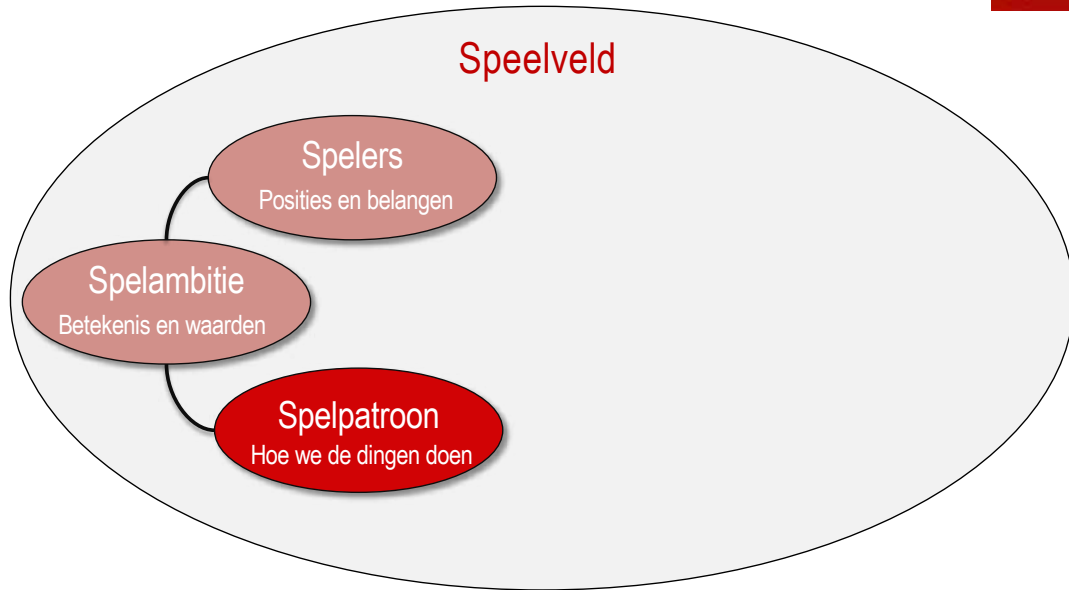 Speelveld
Spelers
Posities en belangen
Spelambitie
Betekenis en waarden
Spelpatroon
Hoe we de dingen doen